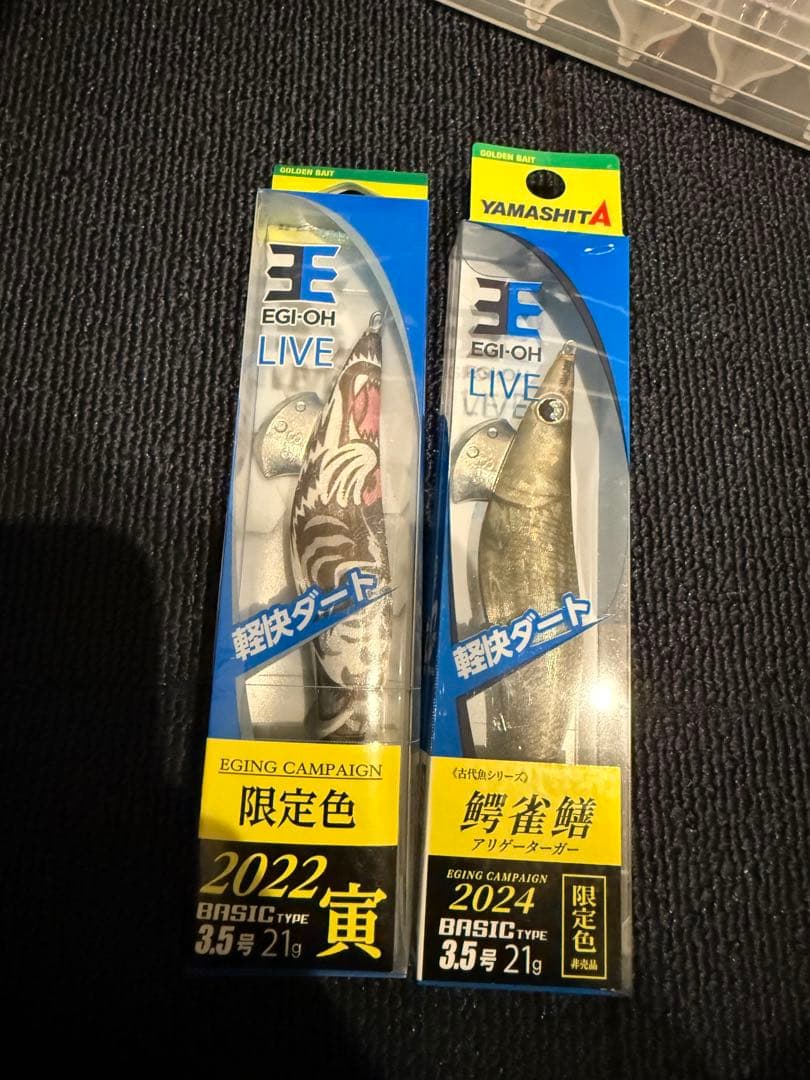 GOLDEN BAIT
EGI-OH
LIVE
軽快ダート
EGING CAMPAIGN
限定色
2022
寅
BASIC TYPE
3.5号 21g
GOLDEN BAIT
YAMASHITA
EGI-OH
LIVE
軽快ダート
《古代魚シリーズ》
鰐雀鱔
アリゲーターガー
EGING CAMPAIGN
2024
BASIC TYPE
3.5号 21g
限定色
非売品